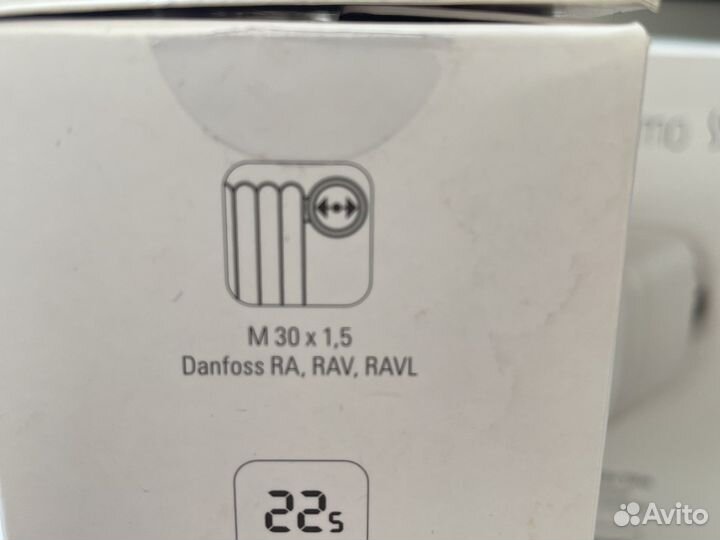 M 30 x 1,5
Danfoss RA, RAV, RAVL
22s
Avito